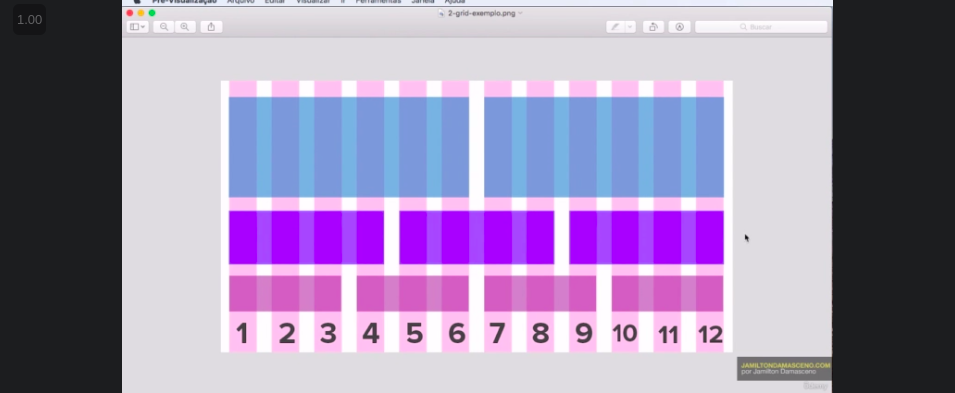 1.00
Pré-Visualização Arquivo Editar Visualizar Ir Ferramentas Janela Ajuda
2-grid-exemplo.png
Buscar
1 2 3 4 5 6 7 8 9 10 11 12
JAMILTONDAMASCENO.COM
por Jamilton Damasceno